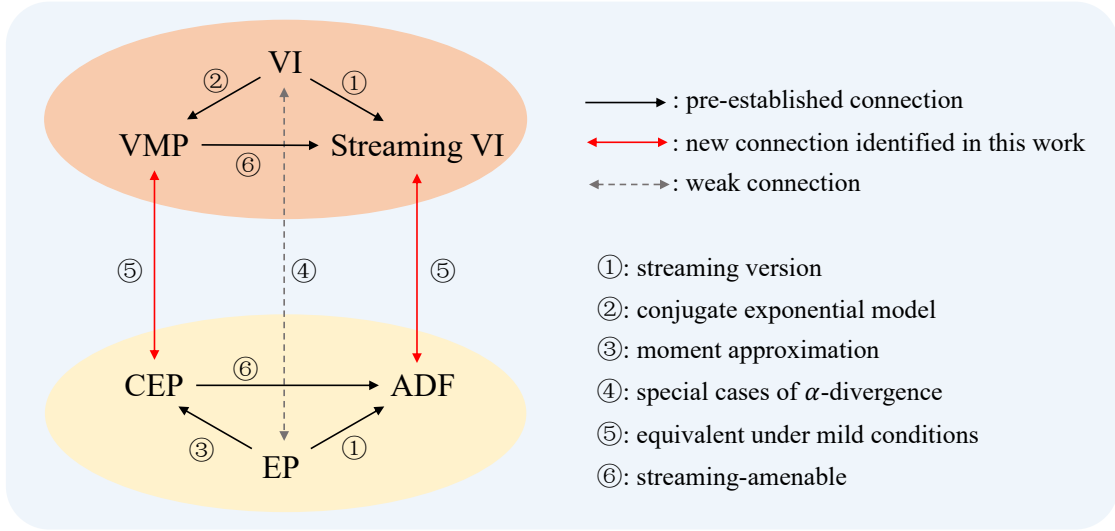 VI
② ①
VMP Streaming VI
⑥
⑤ ④ ⑤
⑥
CEP ADF
③ ①
EP
: pre-established connection
: new connection identified in this work
: weak connection
①: streaming version
②: conjugate exponential model
③: moment approximation
④: special cases of α-divergence
⑤: equivalent under mild conditions
⑥: streaming-amenable